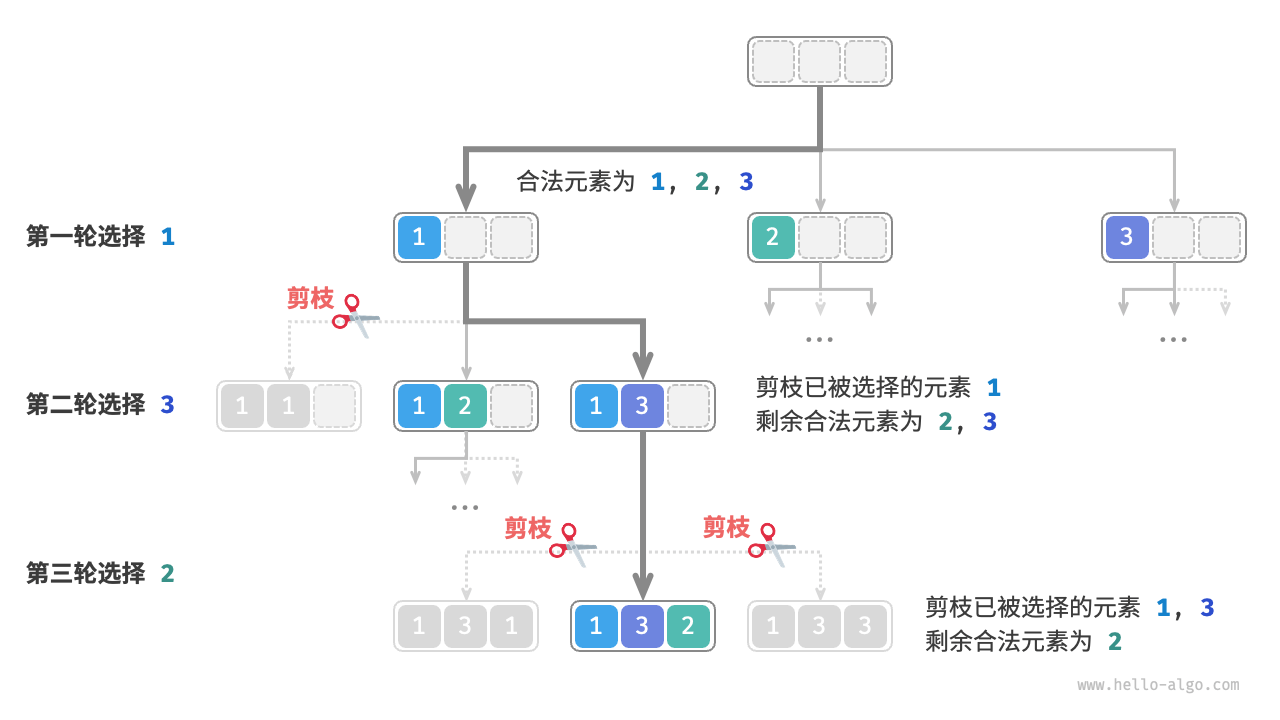 合法元素为 1, 2, 3
第一轮选择 1
1
2
3
剪枝
...
...
第二轮选择 3
1 1
1 2
1 3
剪枝已被选择的元素 1
剩余合法元素为 2, 3
...
剪枝
剪枝
第三轮选择 2
1 3 1
1 3 2
1 3 3
剪枝已被选择的元素 1, 3
剩余合法元素为 2
www.hello-algo.com